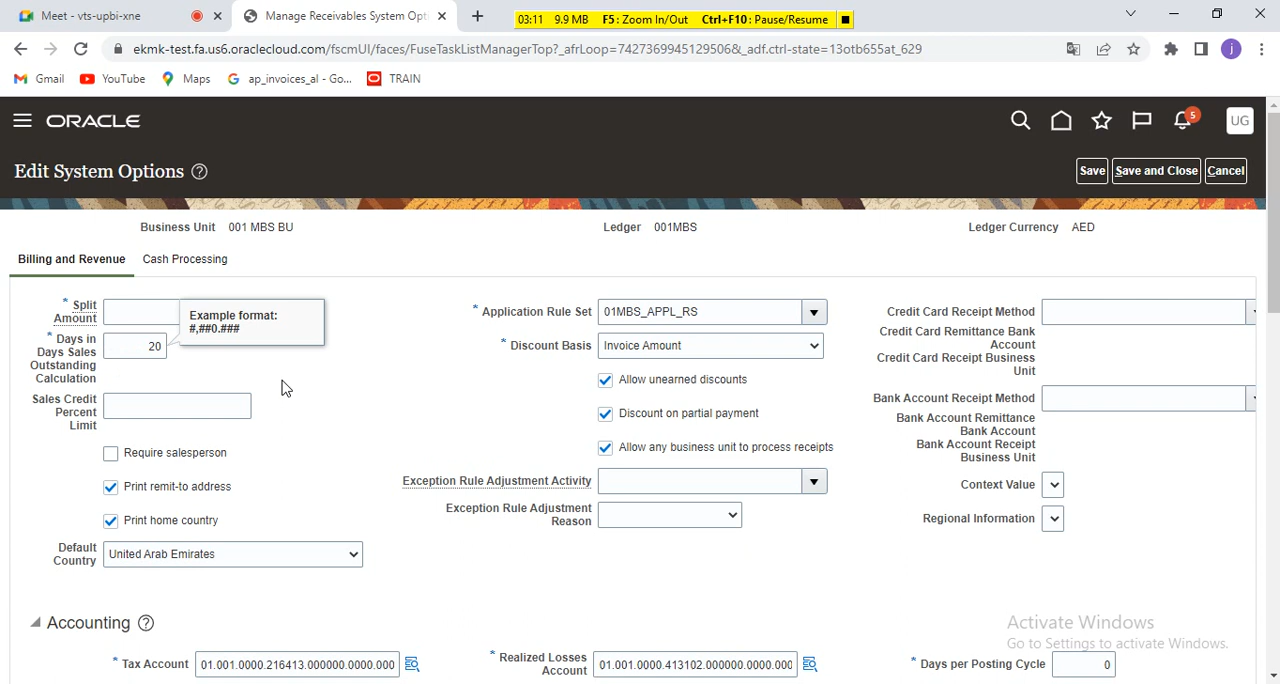 Meet - vts-upbi-xne
Manage Receivables System Opti
03:11 9.9 MB F5: Zoom In/Out Ctrl+F10: Pause/Resume
ekmk-test.fa.us6.oraclecloud.com/fscmUI/faces/FuseTaskListManagerTop?_afrLoop=7427369945129506&_adf.ctrl-state=13otb655at_629
j
Gmail YouTube Maps ap_invoices_al - Go... TRAIN
ORACLE
5
UG
Edit System Options
Save Save and Close Cancel
Business Unit 001 MBS BU
Ledger 001MBS
Ledger Currency AED
Billing and Revenue Cash Processing
* Split Amount
Example format:
#,##0.###
* Days in Days Sales Outstanding Calculation 20
Sales Credit Percent Limit
Require salesperson
Print remit-to address
Print home country
Default Country United Arab Emirates
* Application Rule Set 01MBS_APPL_RS
* Discount Basis Invoice Amount
Allow unearned discounts
Discount on partial payment
Allow any business unit to process receipts
Exception Rule Adjustment Activity
Exception Rule Adjustment Reason
Credit Card Receipt Method
Credit Card Remittance Bank Account
Credit Card Receipt Business Unit
Bank Account Receipt Method
Bank Account Remittance Bank Account
Bank Account Receipt Business Unit
Context Value
Regional Information
Accounting
* Tax Account 01.001.0000.216413.000000.0000.000
* Realized Losses Account 01.001.0000.413102.000000.0000.000
* Days per Posting Cycle 0
Activate Windows
Go to Settings to activate Windows.